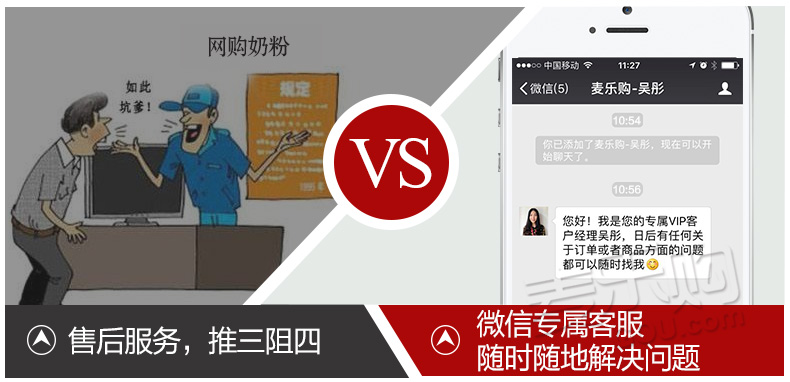 网购奶粉
如此
坑爹！
规定
1995年
VS
中国移动
11:27
微信(5)
麦乐购-吴彤
10:54
你已添加了麦乐购-吴彤，现在可以开
始聊天了。
10:56
您好！我是您的专属VIP客
户经理吴彤，日后有任何关
于订单或者商品方面的问题
都可以随时找我😊
售后服务，推三阻四
微信专属客服
随时随地解决问题